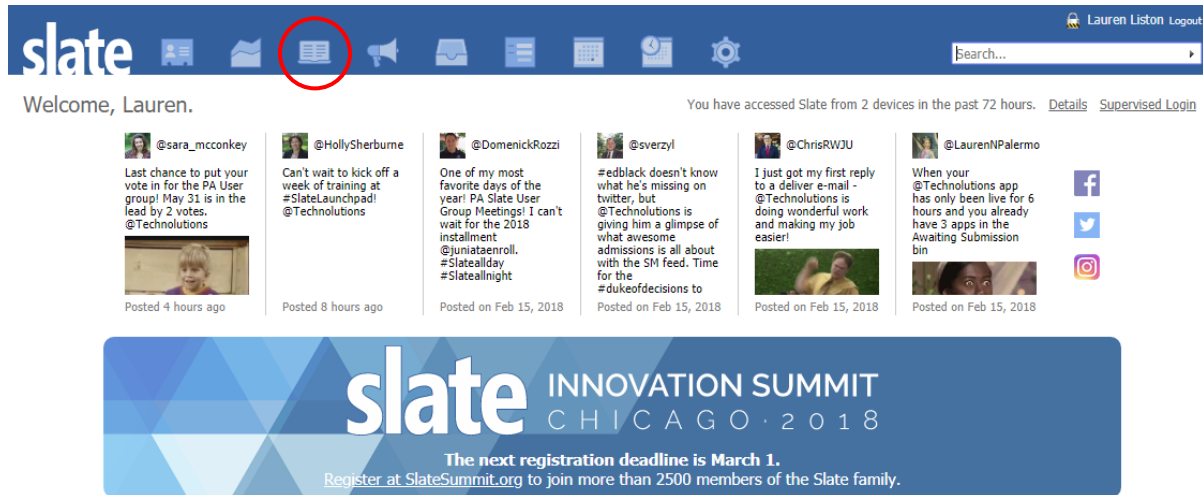 Lauren Liston Logout
slate
Search...
Welcome, Lauren.
You have accessed Slate from 2 devices in the past 72 hours. Details Supervised Login
@sara_mcconkey
Last chance to put your
vote in for the PA User
group! May 31 is in the
lead by 2 votes.
@Technolutions
Posted 4 hours ago
@HollySherburne
Can't wait to kick off a
week of training at
#SlateLaunchpad!
@Technolutions
Posted 8 hours ago
@DomenickRozzi
One of my most
favorite days of the
year! PA Slate User
Group Meetings! I can't
wait for the 2018
installment
@juniataenroll.
#Slateallday
#Slateallnight
Posted on Feb 15, 2018
@sverzyl
#edblack doesn't know
what he's missing on
twitter, but
@Technolutions is
giving him a glimpse of
what awesome
admissions is all about
with the SM feed. Time
for the
#dukeofdecisions to
Posted on Feb 15, 2018
@ChrisRWJU
I just got my first reply
to a deliver e-mail -
@Technolutions is
doing wonderful work
and making my job
easier!
Posted on Feb 15, 2018
@LaurenNPalermo
When your
@Technolutions app
has only been live for 6
hours and you already
have 3 apps in the
Awaiting Submission
bin
Posted on Feb 15, 2018
slate INNOVATION SUMMIT
CHICAGO · 2018
The next registration deadline is March 1.
Register at SlateSummit.org to join more than 2500 members of the Slate family.